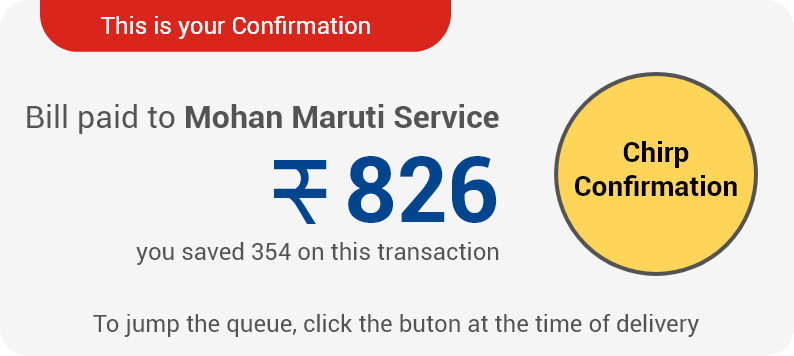 This is your Confirmation
Bill paid to Mohan Maruti Service
₹ 826
you saved 354 on this transaction
Chirp
Confirmation
To jump the queue, click the buton at the time of delivery